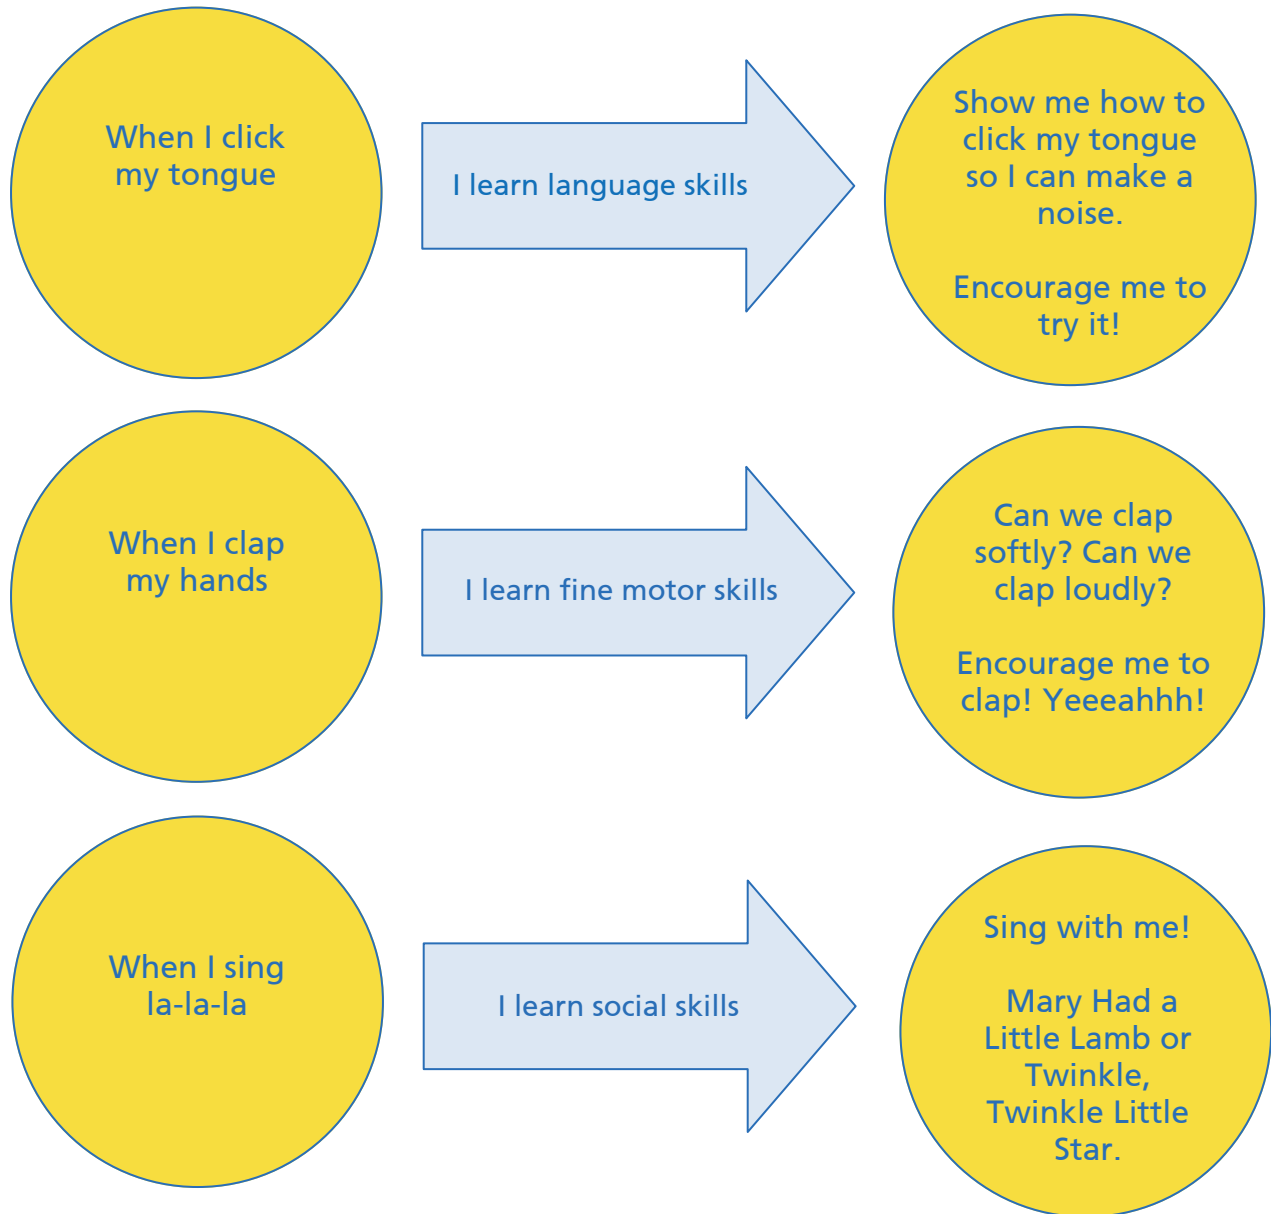 When I click
my tongue
I learn language skills
Show me how to
click my tongue
so I can make a
noise.
Encourage me to
try it!
When I clap
my hands
I learn fine motor skills
Can we clap
softly? Can we
clap loudly?
Encourage me to
clap! Yeeeahhh!
When I sing
la-la-la
I learn social skills
Sing with me!
Mary Had a
Little Lamb or
Twinkle,
Twinkle Little
Star.